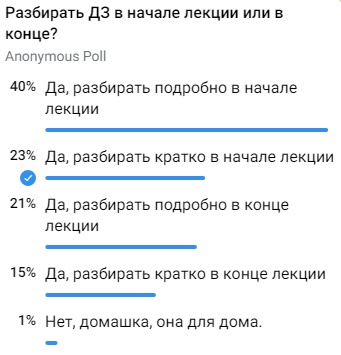 Разбирать ДЗ в начале лекции или в
конце?
Anonymous Poll
40% Да, разбирать подробно в начале
лекции
23% Да, разбирать кратко в начале лекции
21% Да, разбирать подробно в конце
лекции
15% Да, разбирать кратко в конце лекции
1% Нет, домашка, она для дома.